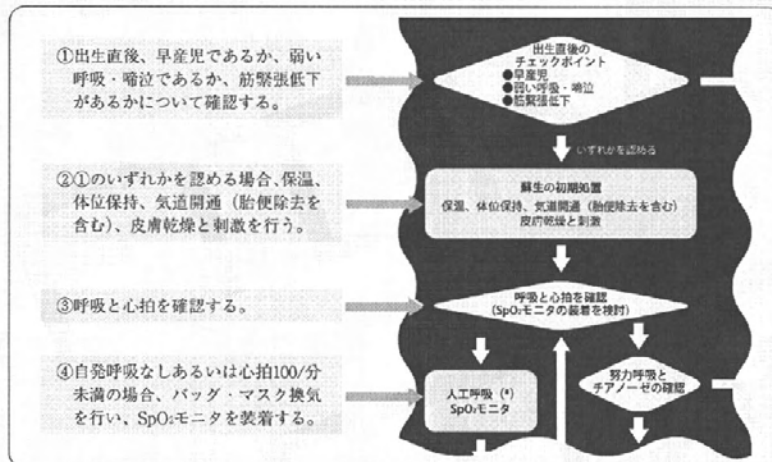 ①出生直後、早産児であるか、弱い
呼吸・啼泣であるか、筋緊張低下
があるかについて確認する。
②①のいずれかを認める場合、保温、
体位保持、気道開通（胎便除去を
含む）、皮膚乾燥と刺激を行う。
③呼吸と心拍を確認する。
④自発呼吸なしあるいは心拍100/分
未満の場合、バッグ・マスク換気
を行い、SpO₂モニタを装着する。
出生直後の
チェックポイント
●早産児
●弱い呼吸・啼泣
●筋緊張低下
いずれかを認める
蘇生の初期処置
保温、体位保持、気道開通（胎便除去を含む）
皮膚乾燥と刺激
呼吸と心拍を確認
(SpO₂モニタの装着を検討)
人工呼吸（*）
SpO₂モニタ
努力呼吸と
チアノーゼの確認